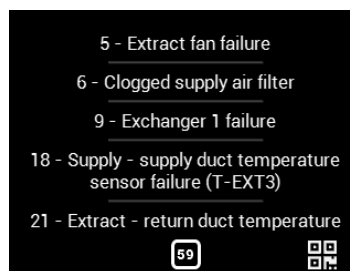 5 - Extract fan failure
6 - Clogged supply air filter
9 - Exchanger 1 failure
18 - Supply - supply duct temperature
sensor failure (T-EXT3)
21 - Extract - return duct temperature
59